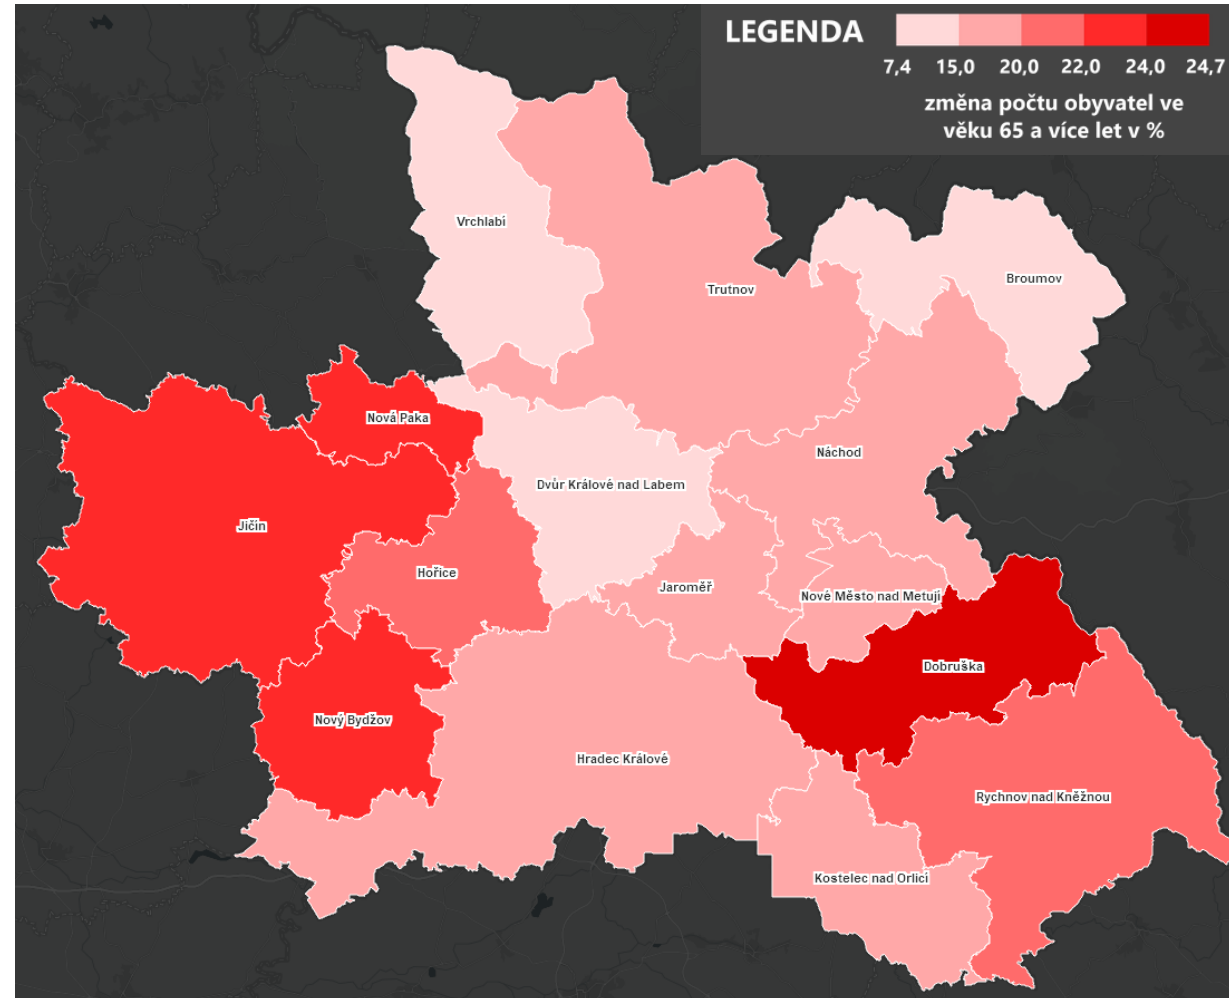 LEGENDA
7,4 15,0 20,0 22,0 24,0 24,7
změna počtu obyvatel ve
věku 65 a více let v %
Vrchlabí
Trutnov
Broumov
Nová Paka
Náchod
Dvůr Králové nad Labem
Jičín
Hořice
Jaroměř
Nové Město nad Metují
Dobruška
Nový Bydžov
Hradec Králové
Rychnov nad Kněžnou
Kostelec nad Orlicí